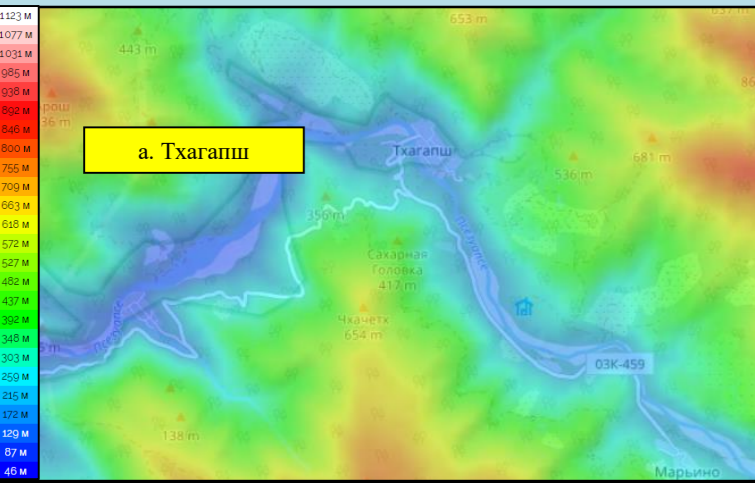 1123 м
1077 м
1031 м
985 м
938 м
892 м
846 м
800 м
755 м
709 м
663 м
618 м
572 м
527 м
482 м
437 м
392 м
348 м
303 м
259 м
215 м
172 м
129 м
87 м
46 м
653 m
443 m
рош
36 m
а. Тхагапш
Тхагапш
681 m
536 m
356 m
Сахарная
Головка
417 m
Чхачетх
654 m
03К-459
138 m
Марьино